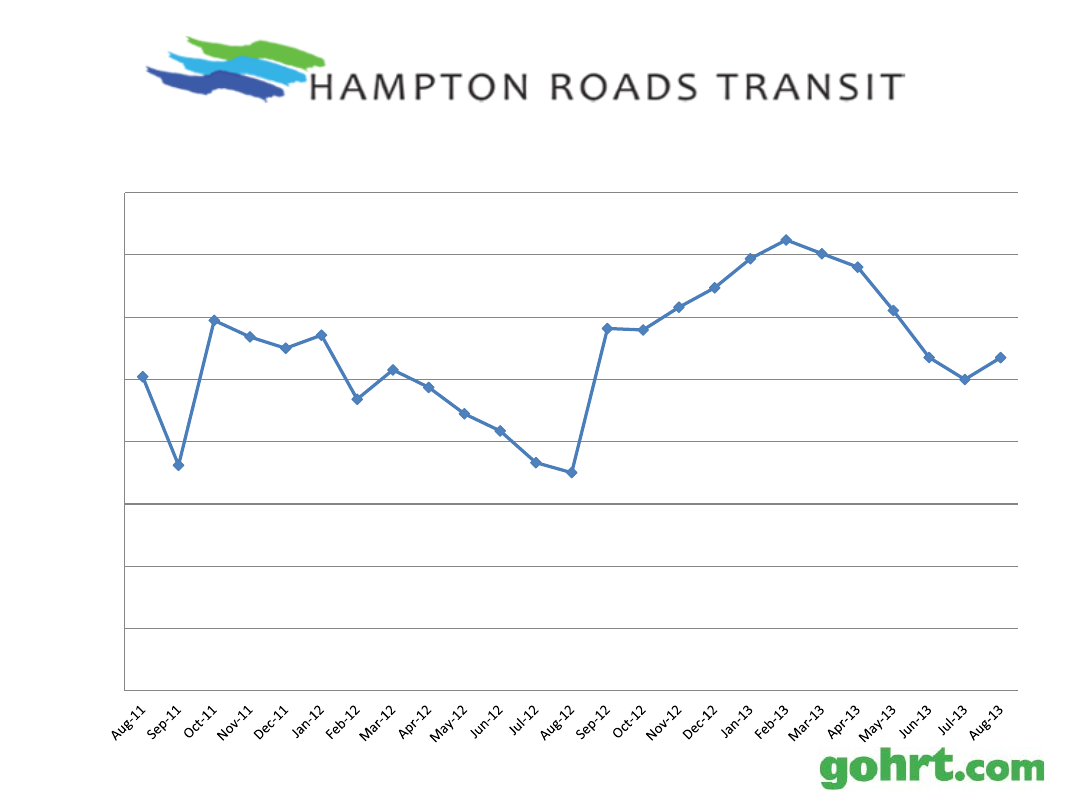 HAMPTON ROADS TRANSIT
Aug-11
Sep-11
Oct-11
Nov-11
Dec-11
Jan-12
Feb-12
Mar-12
Apr-12
May-12
Jun-12
Jul-12
Aug-12
Sep-12
Oct-12
Nov-12
Dec-12
Jan-13
Feb-13
Mar-13
Apr-13
May-13
Jun-13
Jul-13
Aug-13
gohrt.com